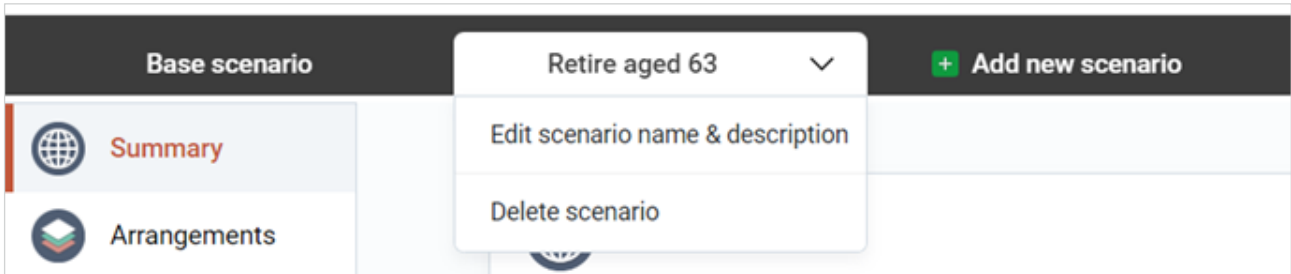 Base scenario
Retire aged 63
Add new scenario
Summary
Edit scenario name & description
Delete scenario
Arrangements